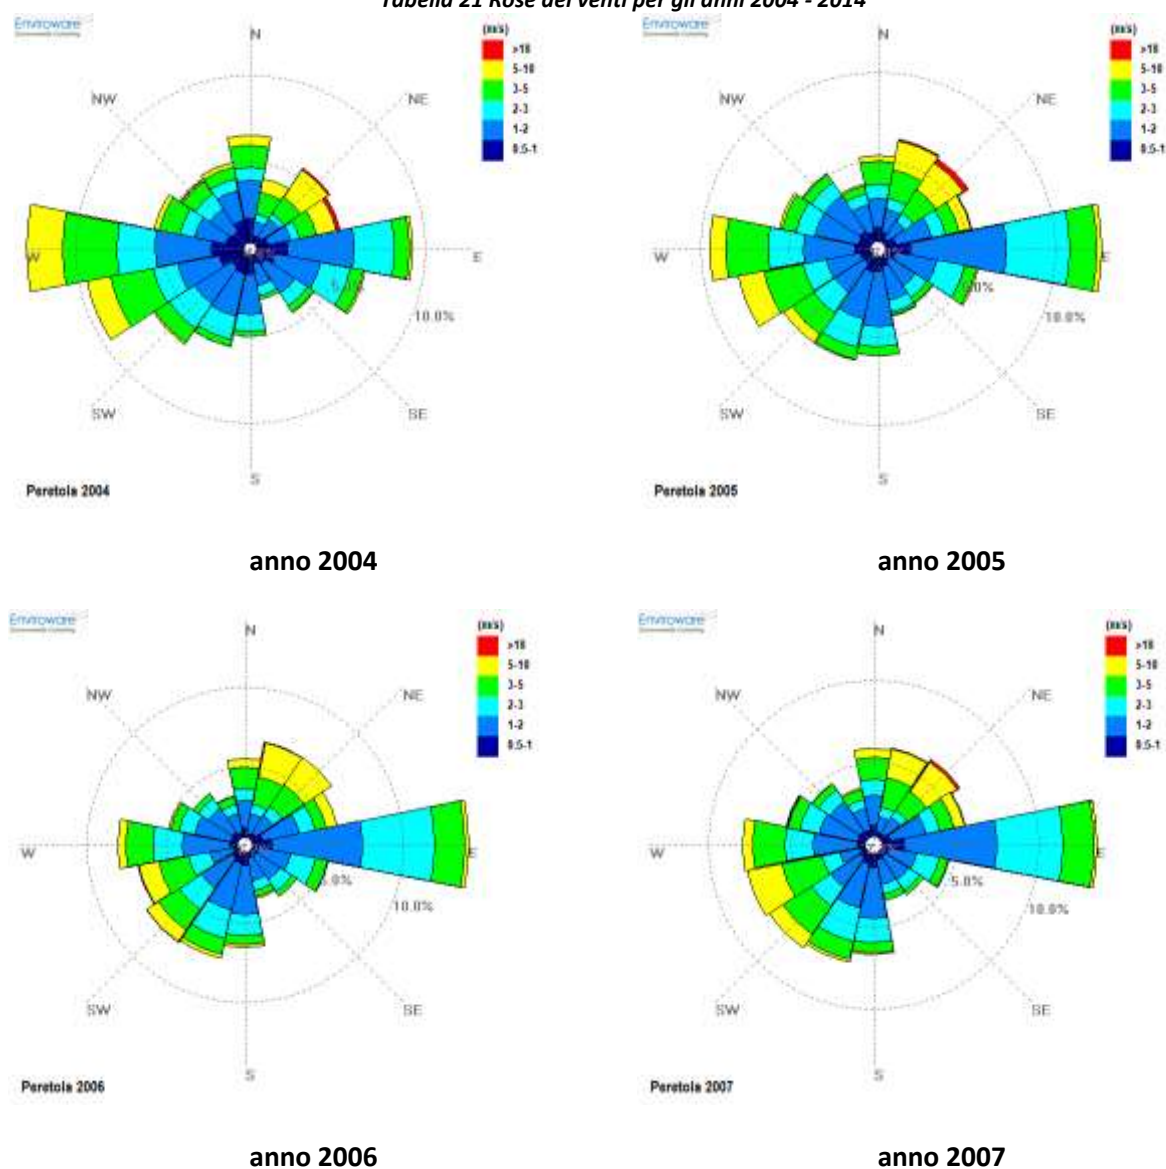 Tabella 21 Rose dei venti per gli anni 2004 - 2014
Enviroware
(m/s)
>10
5-10
3-5
2-3
1-2
0.5-1
N
NW
NE
W
E
10.0%
SW
SE
S
Peretola 2004
anno 2004
Enviroware
(m/s)
>10
5-10
3-5
2-3
1-2
0.5-1
N
NW
NE
W
E
10.0%
SW
SE
S
Peretola 2005
anno 2005
Enviroware
(m/s)
>10
5-10
3-5
2-3
1-2
0.5-1
N
NW
NE
W
E
5.0%
10.0%
SW
SE
S
Peretola 2006
anno 2006
Enviroware
(m/s)
>10
5-10
3-5
2-3
1-2
0.5-1
N
NW
NE
W
E
5.0%
10.0%
SW
SE
S
Peretola 2007
anno 2007